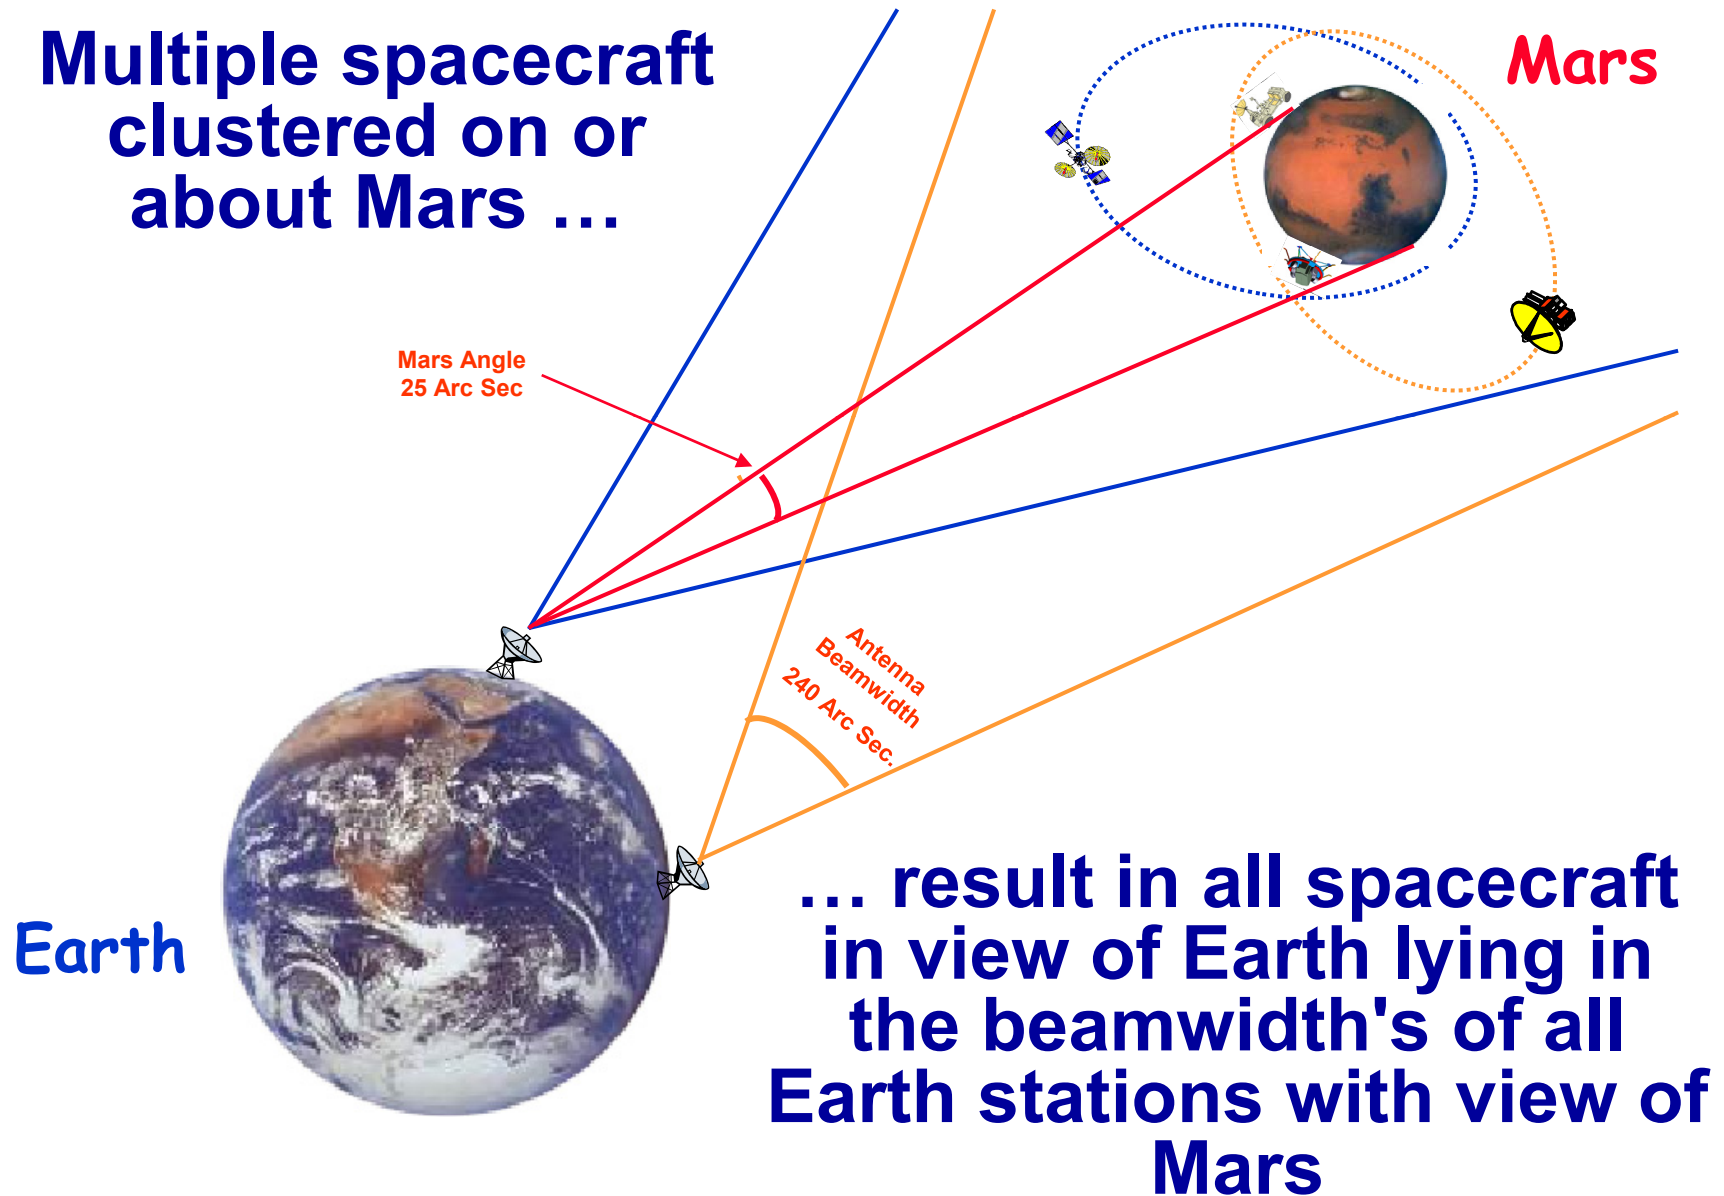 Multiple spacecraft
clustered on or
about Mars …
Mars
Mars Angle
25 Arc Sec
Antenna
Beamwidth
240 Arc Sec.
Earth
… result in all spacecraft
in view of Earth lying in
the beamwidth's of all
Earth stations with view of
Mars